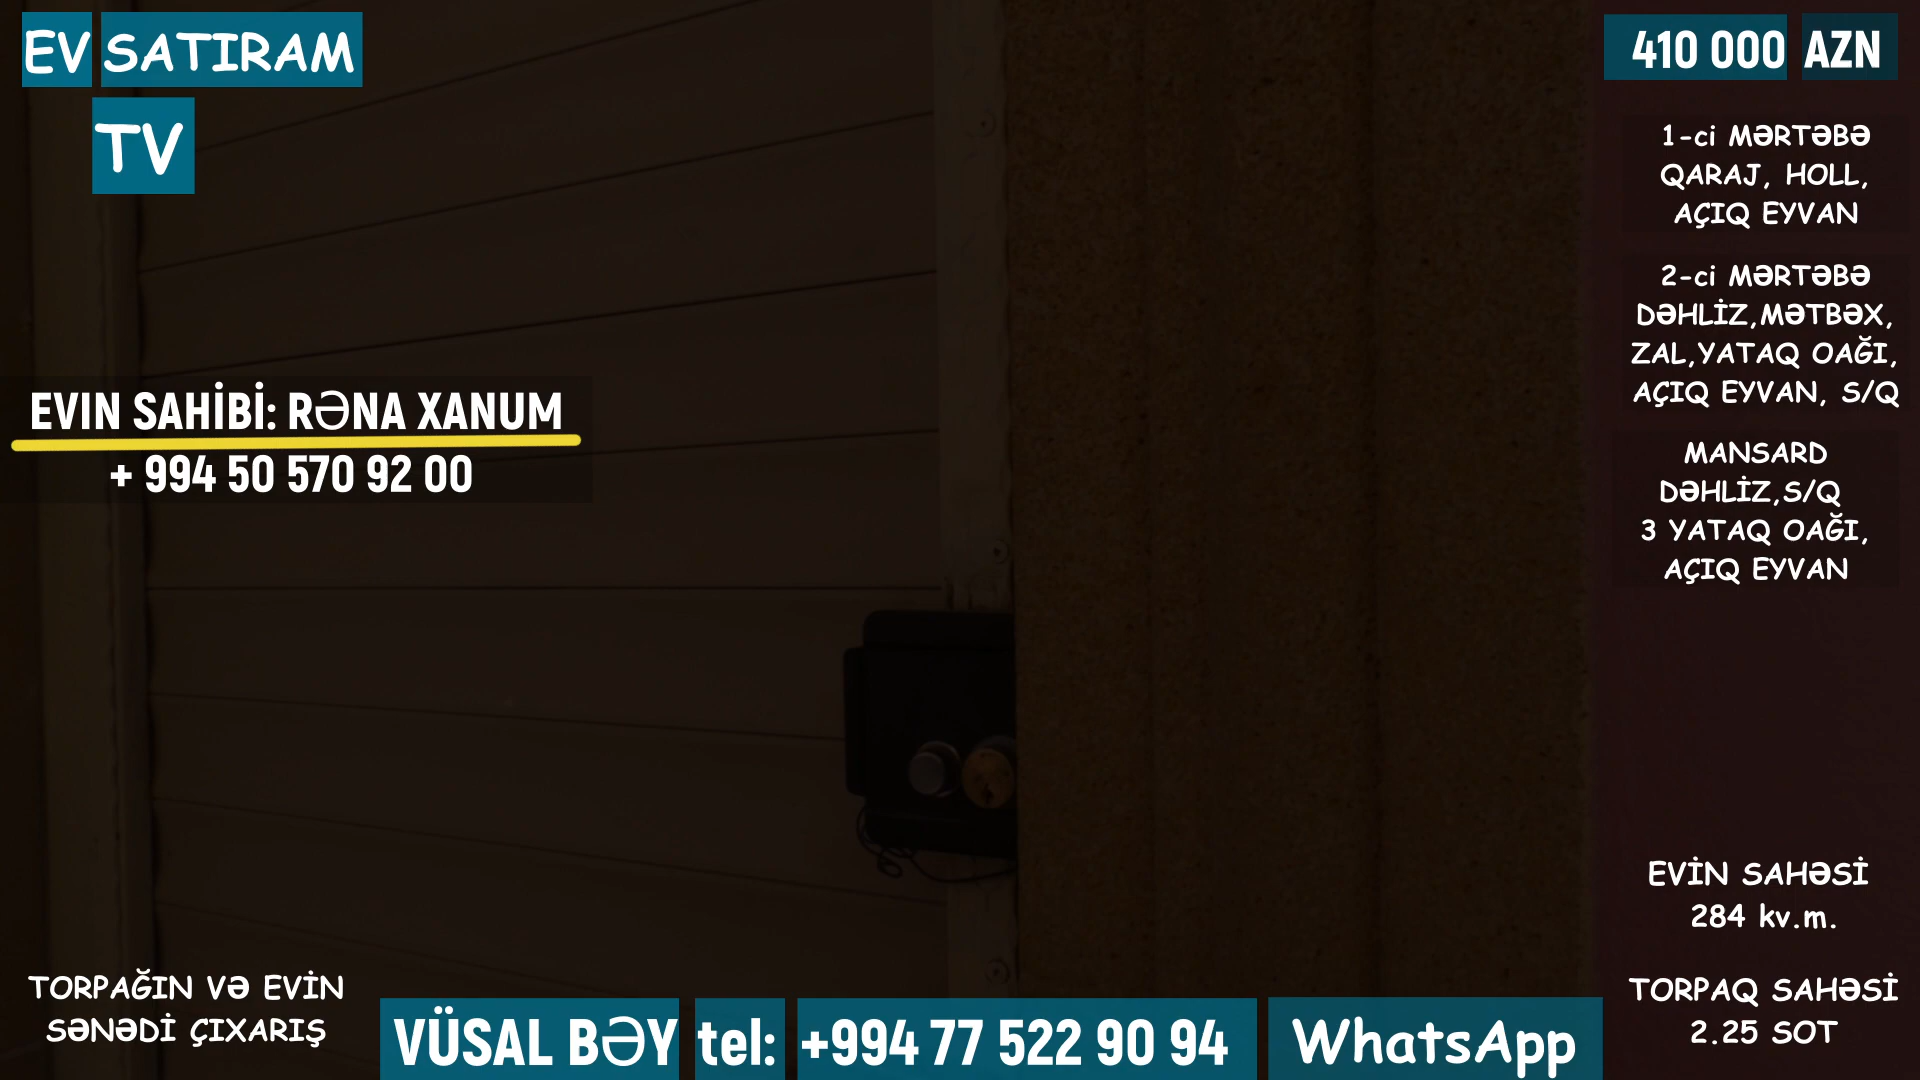 EV SATIRAM
TV
410 000 AZN
1-ci MƏRTƏBƏ
QARAJ, HOLL,
AÇIQ EYVAN
2-ci MƏRTƏBƏ
DƏHLİZ,MƏTBƏX,
ZAL,YATAQ OAĞI,
AÇIQ EYVAN, S/Q
MANSARD
DƏHLİZ,S/Q
3 YATAQ OAĞI,
AÇIQ EYVAN
EVIN SAHİBİ: RƏNA XANUM
+ 994 50 570 92 00
EVİN SAHƏSİ
284 kv.m.
TORPAQ SAHƏSİ
2.25 SOT
TORPAĞIN VƏ EVİN
SƏNƏDİ ÇIXARIŞ
VÜSAL BƏY tel: +994 77 522 90 94 WhatsApp